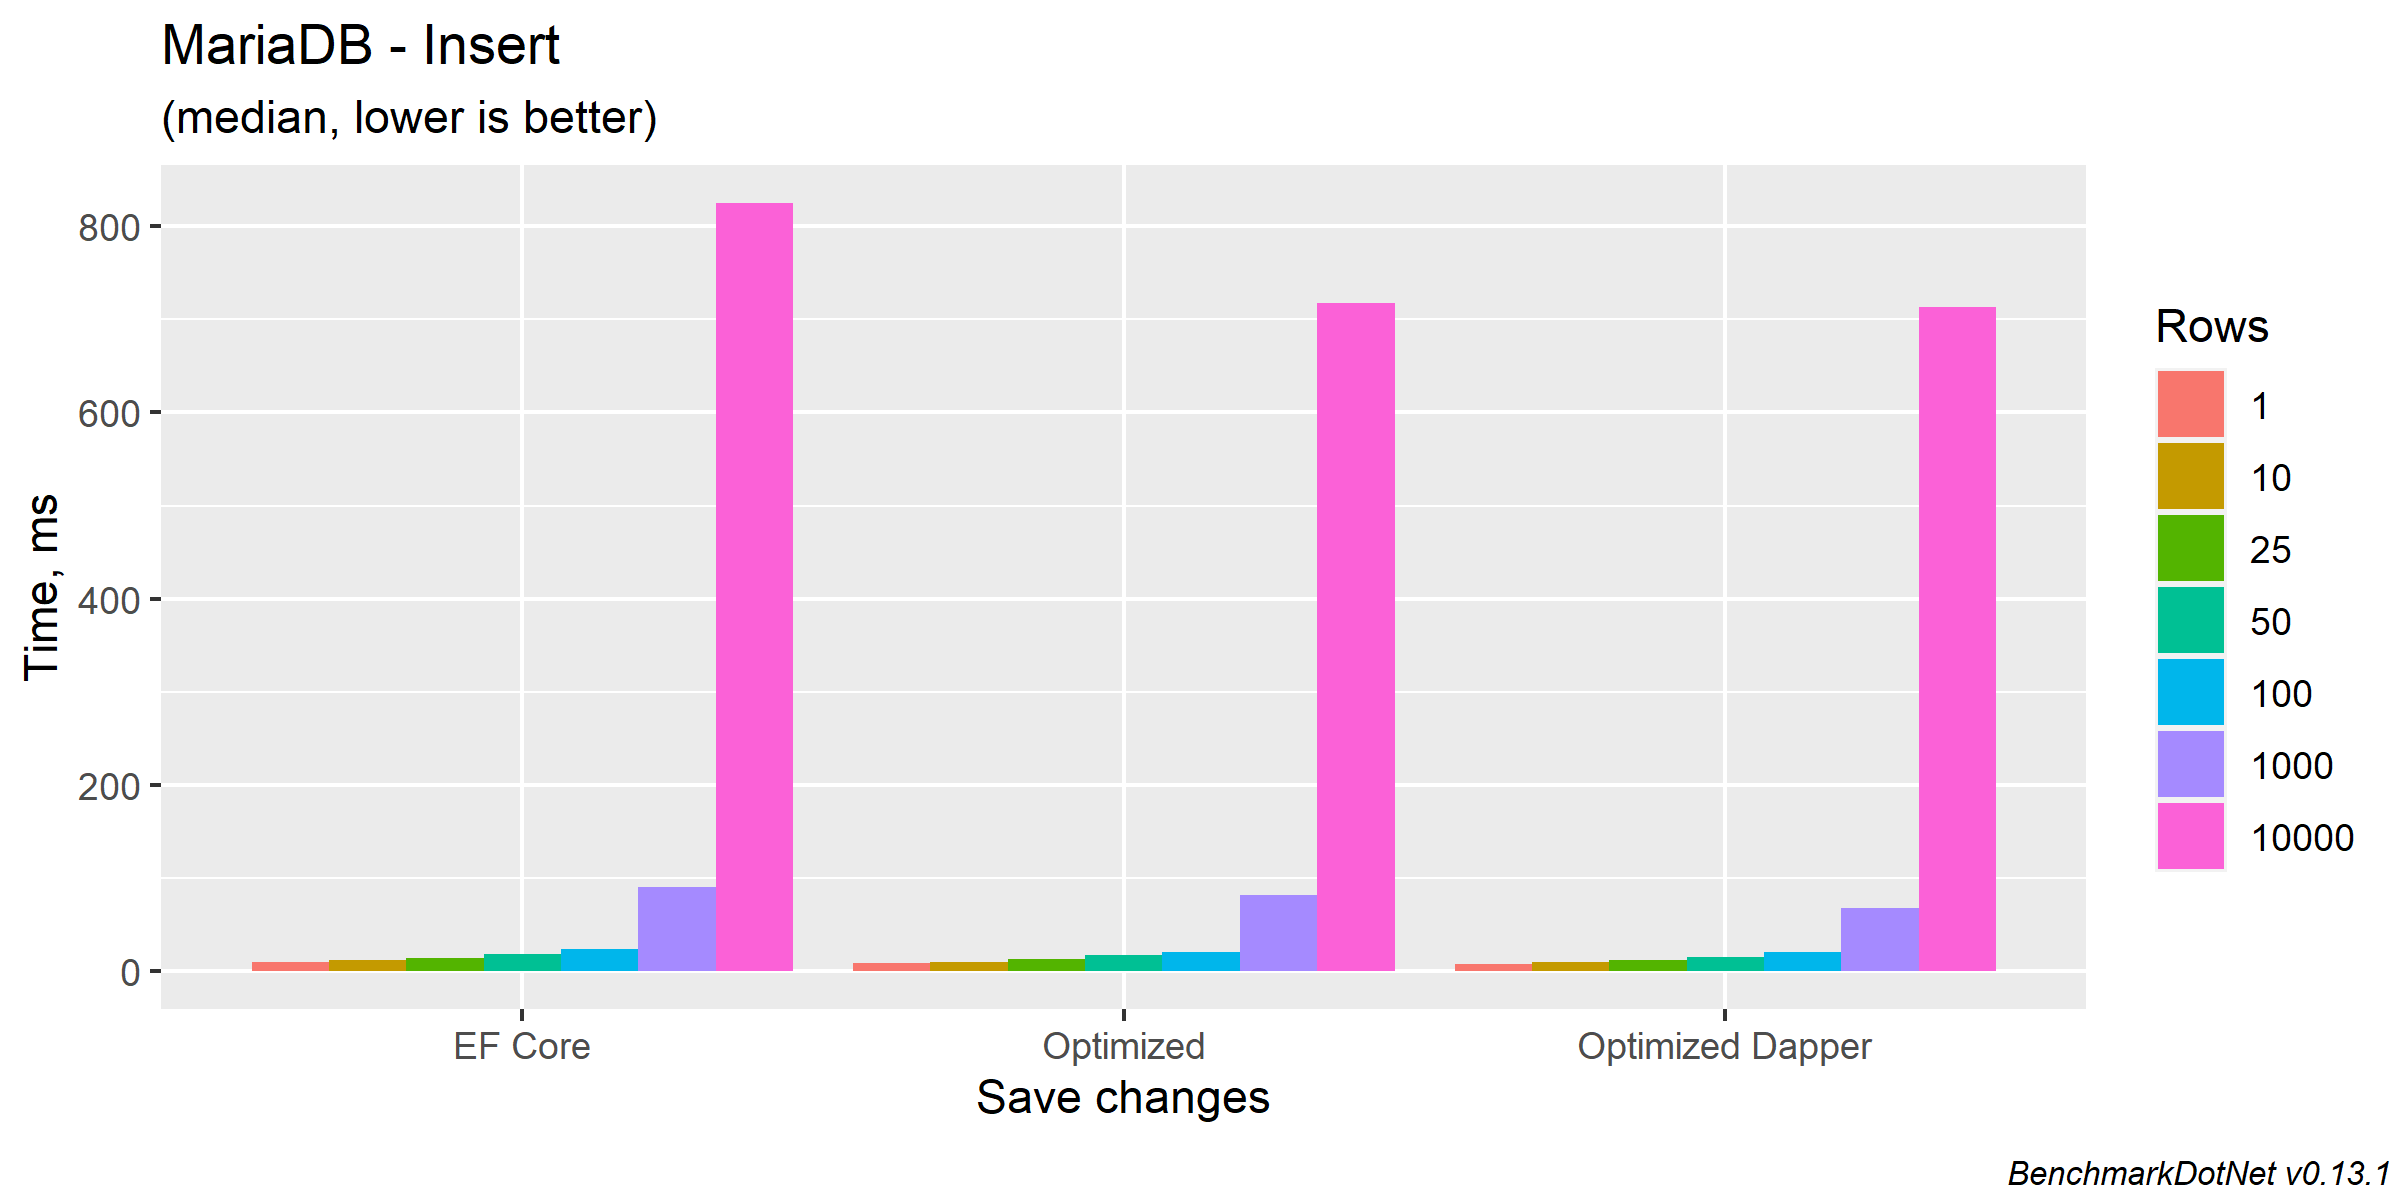 MariaDB - Insert
(median, lower is better)
Time, ms
800
600
400
200
0
EF Core
Optimized
Optimized Dapper
Save changes
Rows
1
10
25
50
100
1000
10000
BenchmarkDotNet v0.13.1